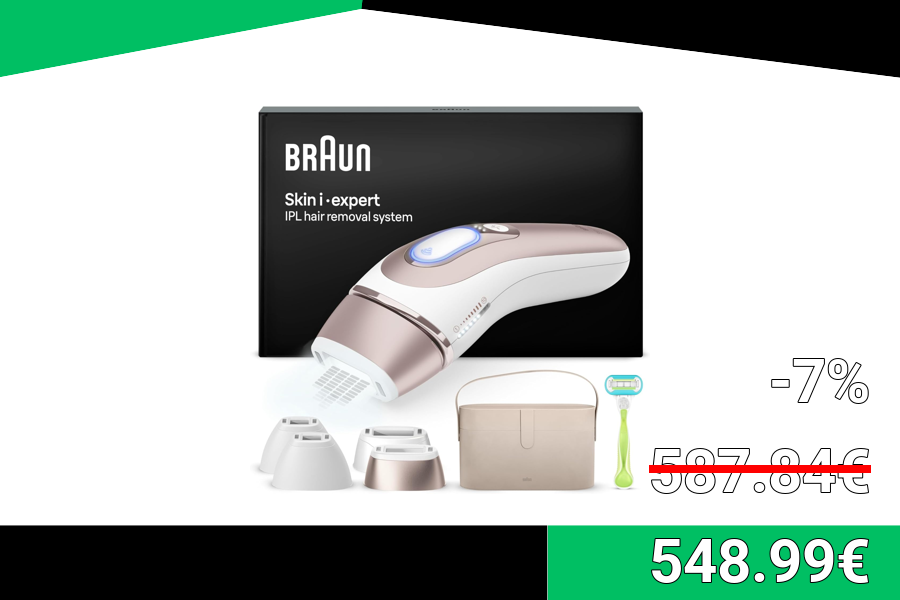 BRAUN
Skin i·expert
IPL hair removal system
-7%
587.84€
548.99€